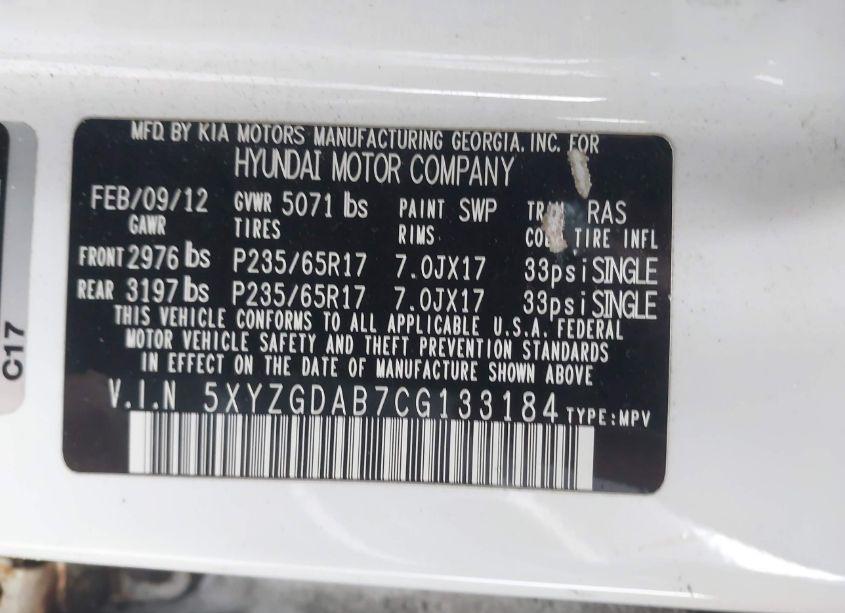 MFD. BY KIA MOTORS MANUFACTURING GEORGIA, INC. FOR
HYUNDAI MOTOR COMPANY
FEB/09/12 GVWR 5071 lbs PAINT SWP RAS
GAWR TIRES RIMS COLD TIRE INFL
FRONT 2976 lbs P235/65R17 7.0JX17 33psi SINGLE
REAR 3197 lbs P235/65R17 7.0JX17 33psi SINGLE
THIS VEHICLE CONFORMS TO ALL APPLICABLE U.S.A. FEDERAL
MOTOR VEHICLE SAFETY AND THEFT PREVENTION STANDARDS
IN EFFECT ON THE DATE OF MANUFACTURE SHOWN ABOVE
V.I.N 5XYZGDAB7CG133184 TYPE:MPV
C17